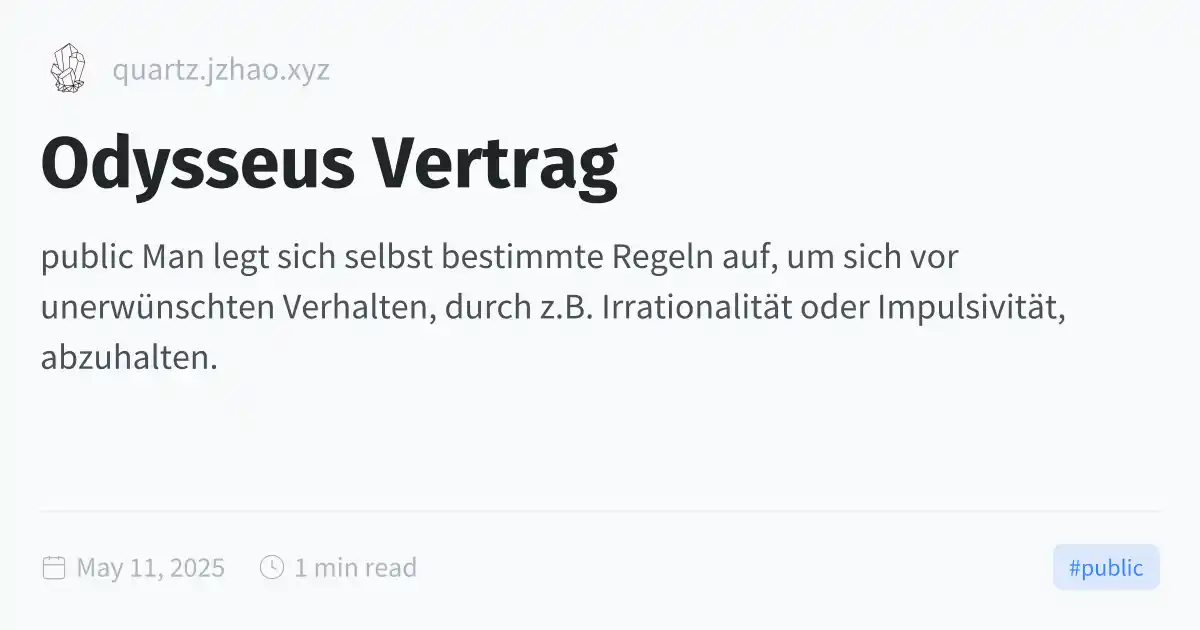 quartz.jzhao.xyz
Odysseus Vertrag
public Man legt sich selbst bestimmte Regeln auf, um sich vor
unerwünschten Verhalten, durch z.B. Irrationalität oder Impulsivität,
abzuhalten.
May 11, 2025 1 min read #public